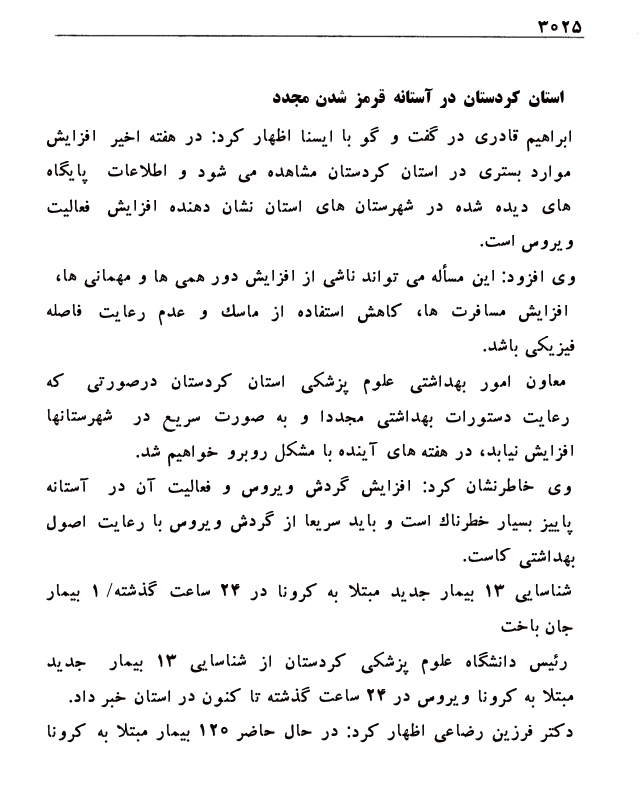 ۳۰۲۵
استان کردستان در آستانه قرمز شدن مجدد
ابراهیم قادری در گفت و گو با ایسنا اظهار کرد: در هفته اخیر افزایش
موارد بستری در استان کردستان مشاهده می شود و اطلاعات پایگاه
های دیده شده در شهرستان های استان نشان دهنده افزایش فعالیت
ویروس است.
وی افزود: این مسأله می تواند ناشی از افزایش دور همی ها و مهمانی ها،
افزایش مسافرت ها، کاهش استفاده از ماسک و عدم رعایت فاصله
فیزیکی باشد.
معاون امور بهداشتی علوم پزشکی استان کردستان درصورتی که
رعایت دستورات بهداشتی مجددا و به صورت سریع در شهرستانها
افزایش نیابد، در هفته های آینده با مشکل روبرو خواهیم شد.
وی خاطرنشان کرد: افزایش گردش ویروس و فعالیت آن در آستانه
پاییز بسیار خطرناک است و باید سریعا از گردش ویروس با رعایت اصول
بهداشتی کاست.
شناسایی ۱۳ بیمار جدید مبتلا به کرونا در ۲۴ ساعت گذشته/ ۱ بیمار
جان باخت
رئیس دانشگاه علوم پزشکی کردستان از شناسایی ۱۳ بیمار جدید
مبتلا به کرونا ویروس در ۲۴ ساعت گذشته تا کنون در استان خبر داد.
دکتر فرزین رضاعی اظهار کرد: در حال حاضر ۱۲۰ بیمار مبتلا به کرونا